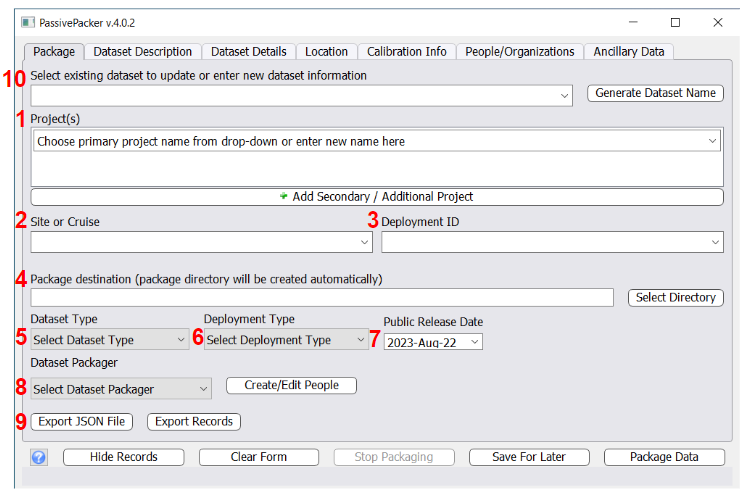 PassivePacker v.4.0.2
Package Dataset Description Dataset Details Location Calibration Info People/Organizations Ancillary Data
10 Select existing dataset to update or enter new dataset information
Generate Dataset Name
1 Project(s)
Choose primary project name from drop-down or enter new name here
Add Secondary / Additional Project
2 Site or Cruise 3 Deployment ID
4 Package destination (package directory will be created automatically)
Select Directory
Dataset Type Deployment Type Public Release Date
5 Select Dataset Type 6 Select Deployment Type 7 2023-Aug-22
Dataset Packager
8 Select Dataset Packager Create/Edit People
9 Export JSON File Export Records
? Hide Records Clear Form Stop Packaging Save For Later Package Data